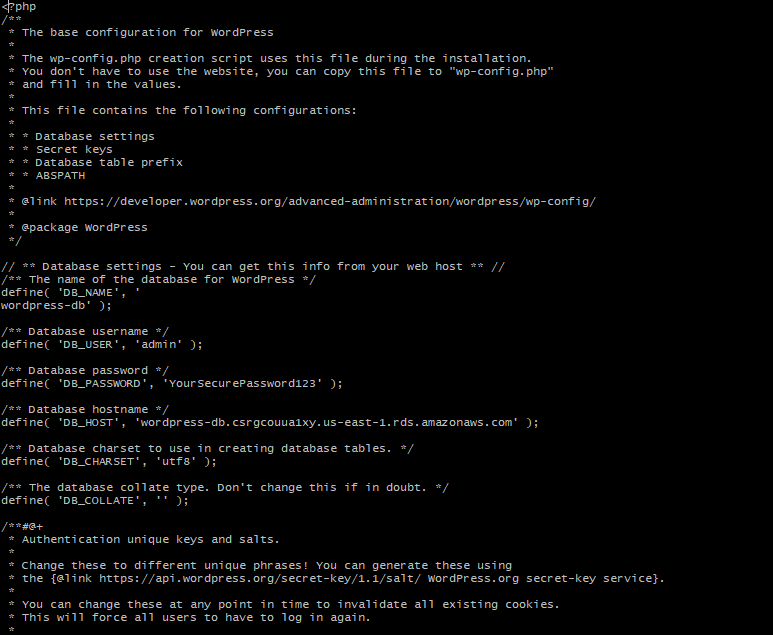 <?php
/**
 * The base configuration for WordPress
 *
 * The wp-config.php creation script uses this file during the installation.
 * You don't have to use the website, you can copy this file to "wp-config.php"
 * and fill in the values.
 *
 * This file contains the following configurations:
 *
 * * Database settings
 * * Secret keys
 * * Database table prefix
 * * ABSPATH
 *
 * @link https://developer.wordpress.org/advanced-administration/wordpress/wp-config/
 *
 * @package WordPress
 */

// ** Database settings - You can get this info from your web host ** //
/** The name of the database for WordPress */
define( 'DB_NAME', '
wordpress-db' );

/** Database username */
define( 'DB_USER', 'admin' );

/** Database password */
define( 'DB_PASSWORD', 'YourSecurePassword123' );

/** Database hostname */
define( 'DB_HOST', 'wordpress-db.csrgcouua1xy.us-east-1.rds.amazonaws.com' );

/** Database charset to use in creating database tables. */
define( 'DB_CHARSET', 'utf8' );

/** The database collate type. Don't change this if in doubt. */
define( 'DB_COLLATE', '' );

/**#@+
 * Authentication unique keys and salts.
 *
 * Change these to different unique phrases! You can generate these using
 * the {@link https://api.wordpress.org/secret-key/1.1/salt/ WordPress.org secret-key service}.
 *
 * You can change these at any point in time to invalidate all existing cookies.
 * This will force all users to have to log in again.
 *